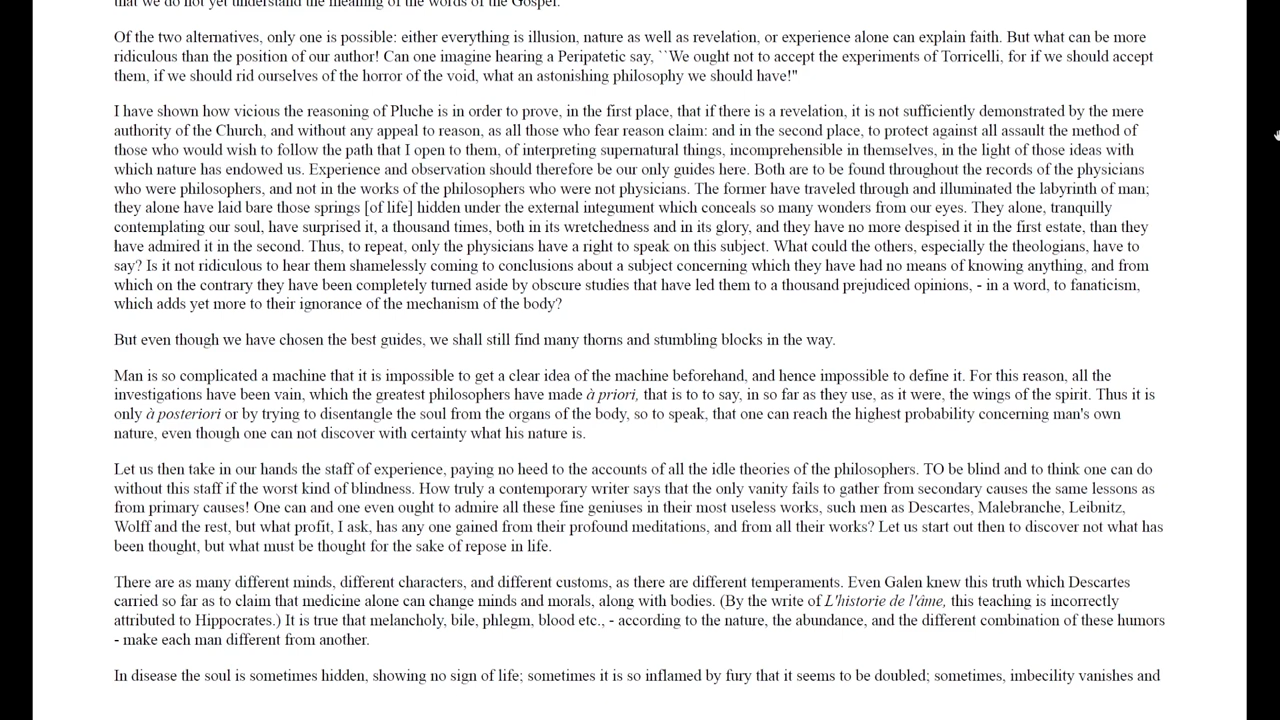 that we do not yet understand the meaning of the words of the Gospel.
Of the two alternatives, only one is possible: either everything is illusion, nature as well as revelation, or experience alone can explain faith. But what can be more
ridiculous than the position of our author! Can one imagine hearing a Peripatetic say, ``We ought not to accept the experiments of Torricelli, for if we should accept
them, if we should rid ourselves of the horror of the void, what an astonishing philosophy we should have!"
I have shown how vicious the reasoning of Pluche is in order to prove, in the first place, that if there is a revelation, it is not sufficiently demonstrated by the mere
authority of the Church, and without any appeal to reason, as all those who fear reason claim: and in the second place, to protect against all assault the method of
those who would wish to follow the path that I open to them, of interpreting supernatural things, incomprehensible in themselves, in the light of those ideas with
which nature has endowed us. Experience and observation should therefore be our only guides here. Both are to be found throughout the records of the physicians
who were philosophers, and not in the works of the philosophers who were not physicians. The former have traveled through and illuminated the labyrinth of man;
they alone have laid bare those springs [of life] hidden under the external integument which conceals so many wonders from our eyes. They alone, tranquilly
contemplating our soul, have surprised it, a thousand times, both in its wretchedness and in its glory, and they have no more despised it in the first estate, than they
have admired it in the second. Thus, to repeat, only the physicians have a right to speak on this subject. What could the others, especially the theologians, have to
say? Is it not ridiculous to hear them shamelessly coming to conclusions about a subject concerning which they have had no means of knowing anything, and from
which on the contrary they have been completely turned aside by obscure studies that have led them to a thousand prejudiced opinions, - in a word, to fanaticism,
which adds yet more to their ignorance of the mechanism of the body?
But even though we have chosen the best guides, we shall still find many thorns and stumbling blocks in the way.
Man is so complicated a machine that it is impossible to get a clear idea of the machine beforehand, and hence impossible to define it. For this reason, all the
investigations have been vain, which the greatest philosophers have made à priori, that is to to say, in so far as they use, as it were, the wings of the spirit. Thus it is
only à posteriori or by trying to disentangle the soul from the organs of the body, so to speak, that one can reach the highest probability concerning man's own
nature, even though one can not discover with certainty what his nature is.
Let us then take in our hands the staff of experience, paying no heed to the accounts of all the idle theories of the philosophers. TO be blind and to think one can do
without this staff if the worst kind of blindness. How truly a contemporary writer says that the only vanity fails to gather from secondary causes the same lessons as
from primary causes! One can and one even ought to admire all these fine geniuses in their most useless works, such men as Descartes, Malebranche, Leibnitz,
Wolff and the rest, but what profit, I ask, has any one gained from their profound meditations, and from all their works? Let us start out then to discover not what has
been thought, but what must be thought for the sake of repose in life.
There are as many different minds, different characters, and different customs, as there are different temperaments. Even Galen knew this truth which Descartes
carried so far as to claim that medicine alone can change minds and morals, along with bodies. (By the write of L'historie de l'âme, this teaching is incorrectly
attributed to Hippocrates.) It is true that melancholy, bile, phlegm, blood etc., - according to the nature, the abundance, and the different combination of these humors
- make each man different from another.
In disease the soul is sometimes hidden, showing no sign of life; sometimes it is so inflamed by fury that it seems to be doubled; sometimes, imbecility vanishes and